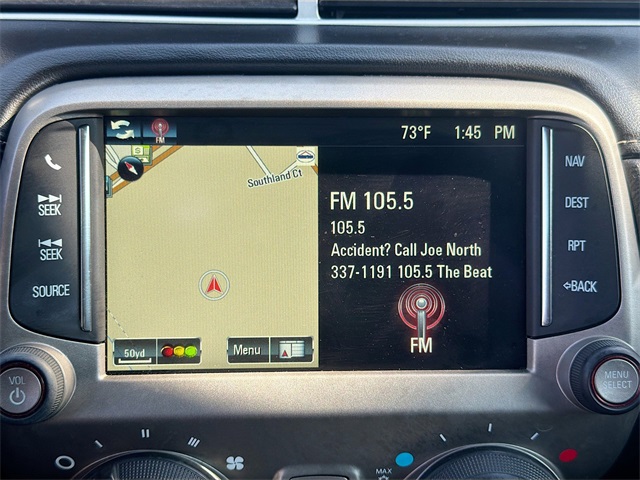 FM
73°F 1:45 PM
S
Southland Ct
FM 105.5
105.5
Accident? Call Joe North
337-1191 105.5 The Beat
FM
50yd
Menu
SEEK
SEEK
SOURCE
VOL
NAV
DEST
RPT
BACK
MENU
SELECT
MAX